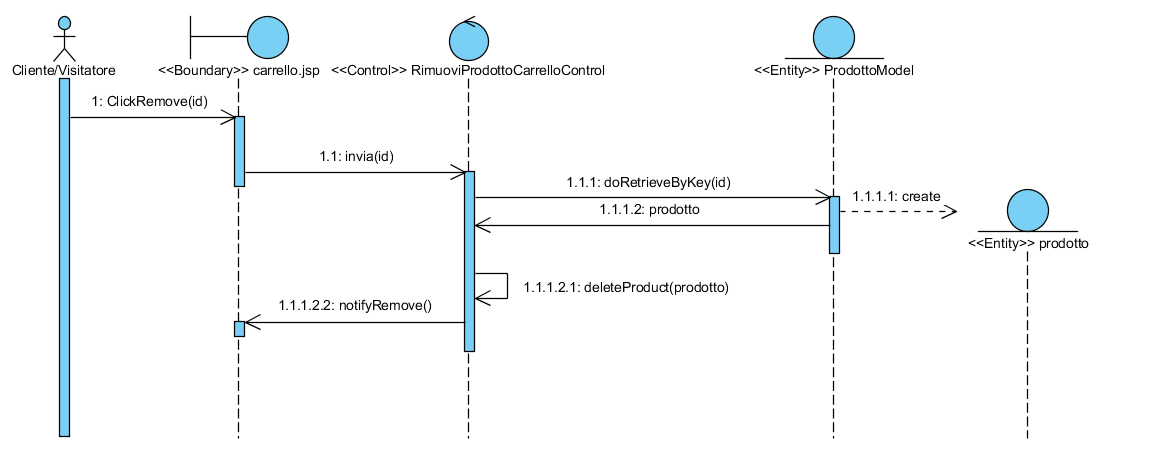 Cliente/Visitatore
<<Boundary>> carrello.jsp
<<Control>> RimuoviProdottoCarrelloControl
<<Entity>> ProdottoModel
1: ClickRemove(id)
1.1: invia(id)
1.1.1: doRetrieveByKey(id)
1.1.1.1: create
1.1.1.2: prodotto
<<Entity>> prodotto
1.1.1.2.1: deleteProduct(prodotto)
1.1.1.2.2: notifyRemove()